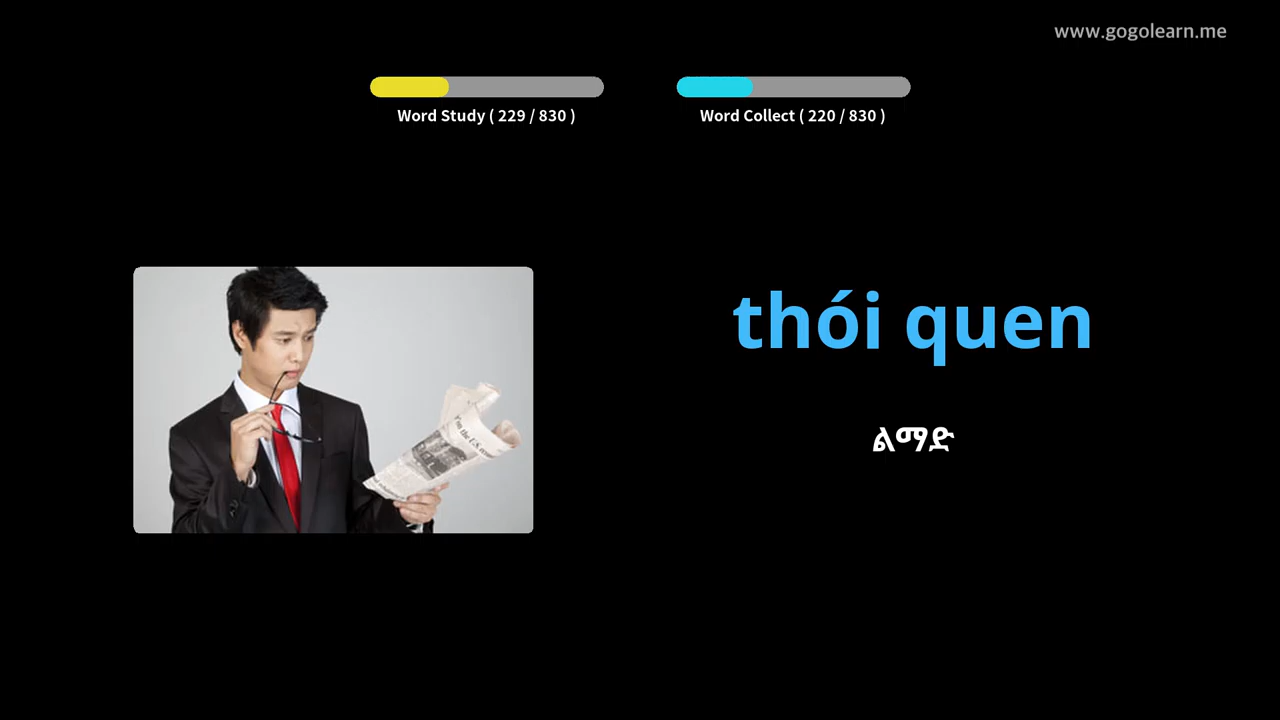 www.gogolearn.me
Word Study ( 229 / 830 )
Word Collect ( 220 / 830 )
thói quen
ልማድ